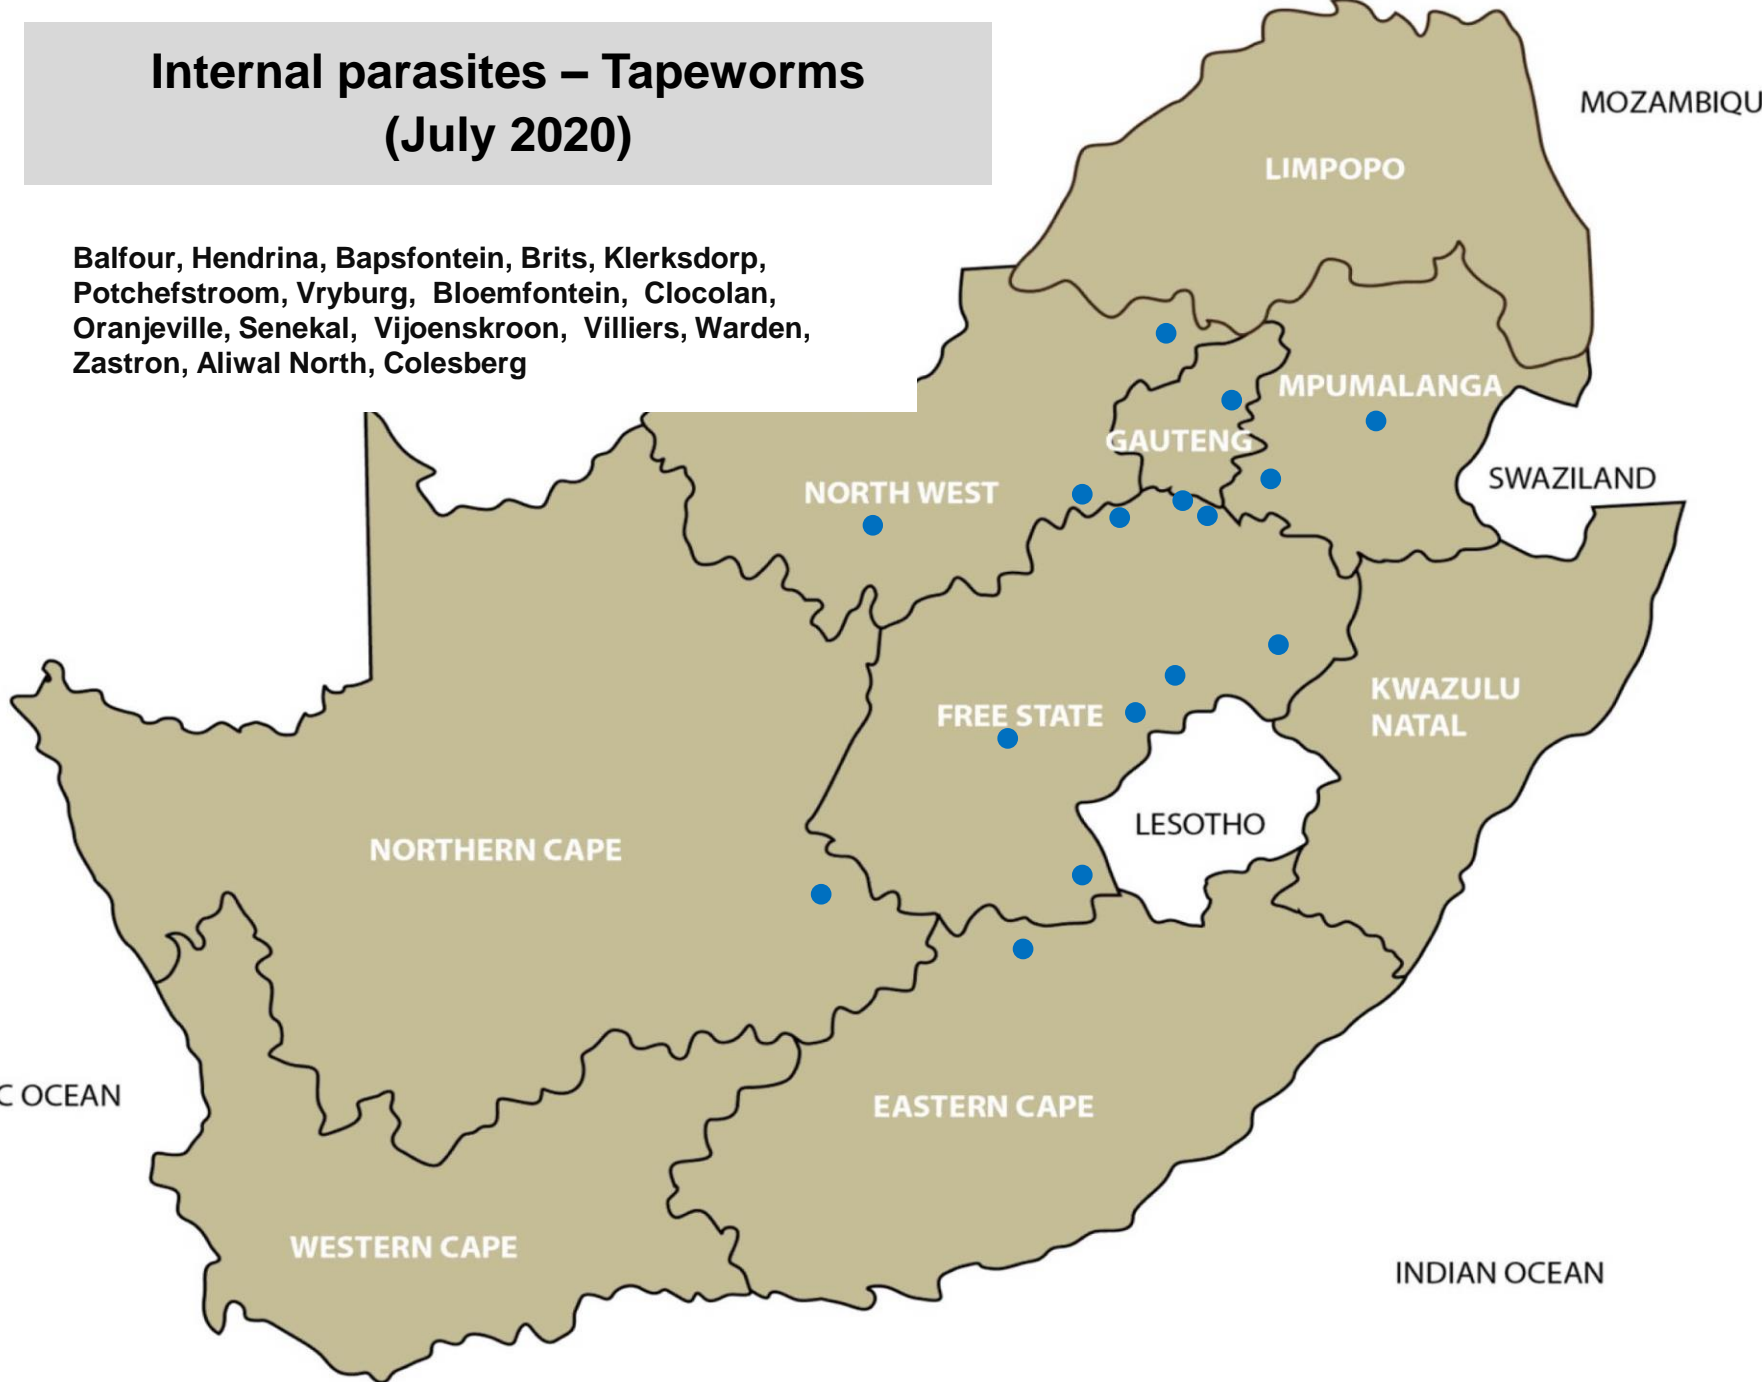 Internal parasites – Tapeworms
(July 2020)
Balfour, Hendrina, Bapsfontein, Brits, Klerksdorp,
Potchefstroom, Vryburg, Bloemfontein, Clocolan,
Oranjeville, Senekal, Vijoenskroon, Villiers, Warden,
Zastron, Aliwal North, Colesberg
MOZAMBIQU
LIMPOPO
MPUMALANGA
GAUTENG
SWAZILAND
NORTH WEST
KWAZULU
NATAL
FREE STATE
LESOTHO
NORTHERN CAPE
C OCEAN
EASTERN CAPE
WESTERN CAPE
INDIAN OCEAN